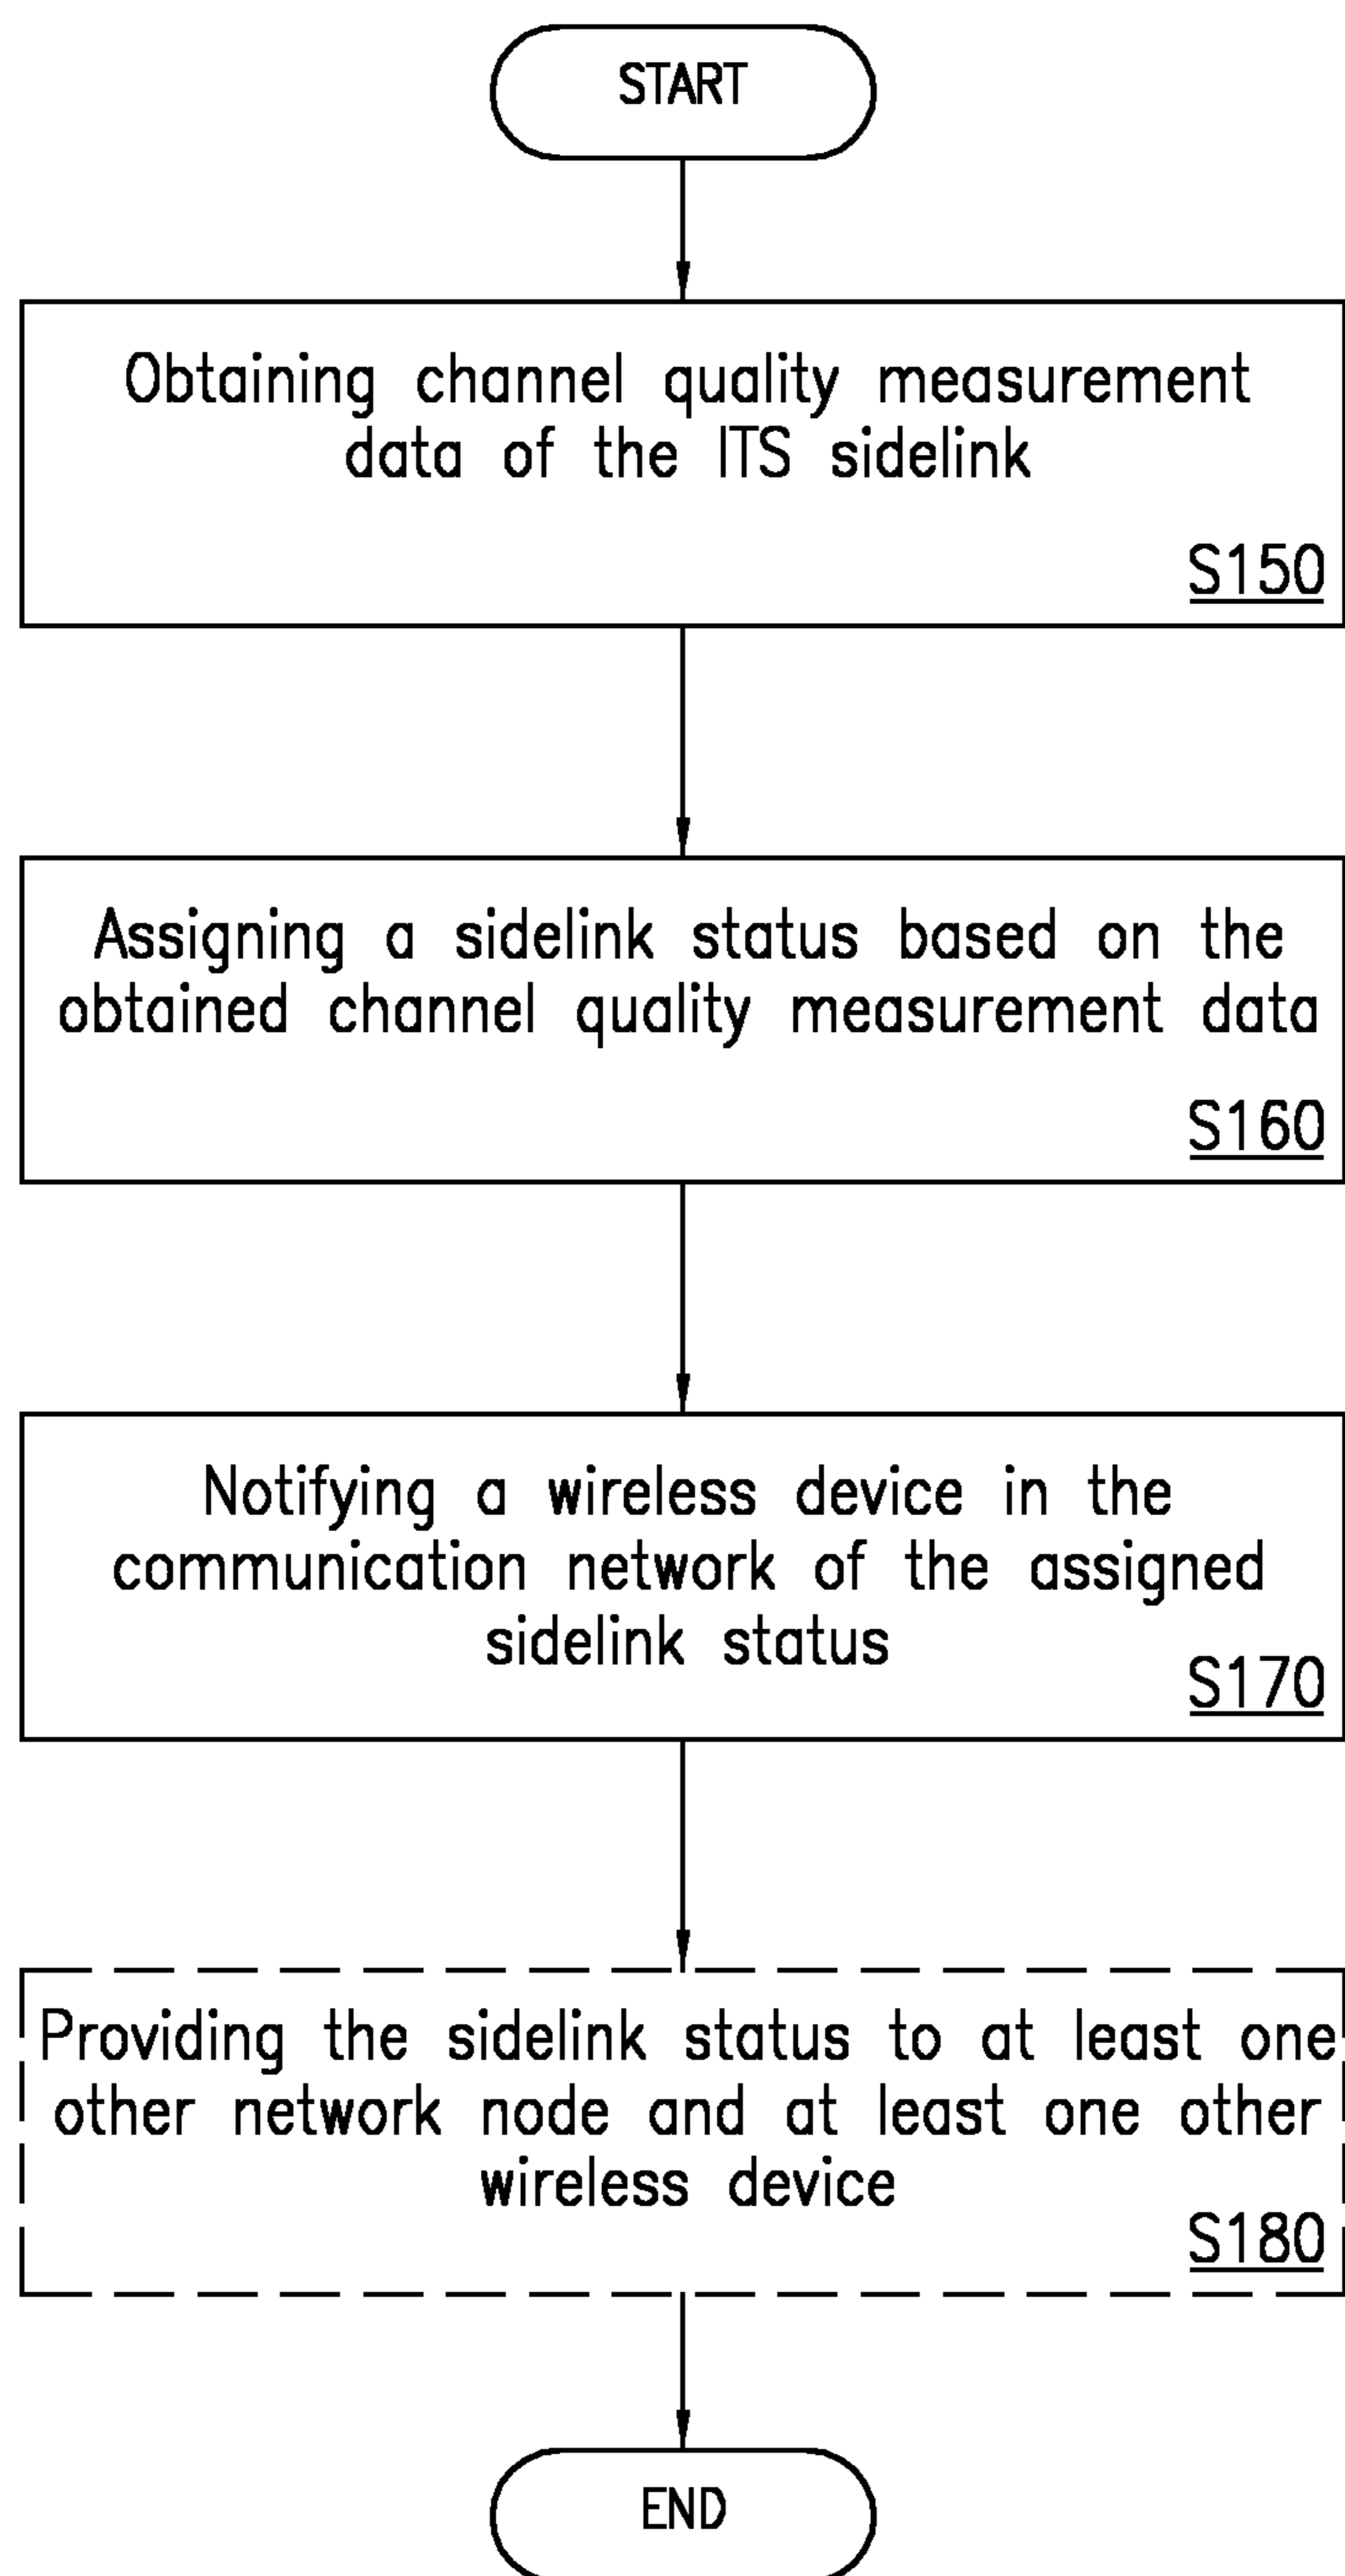 START
Obtaining channel quality measurement
data of the ITS sidelink
S150
Assigning a sidelink status based on the
obtained channel quality measurement data
S160
Notifying a wireless device in the
communication network of the assigned
sidelink status
S170
Providing the sidelink status to at least one
other network node and at least one other
wireless device
S180
END